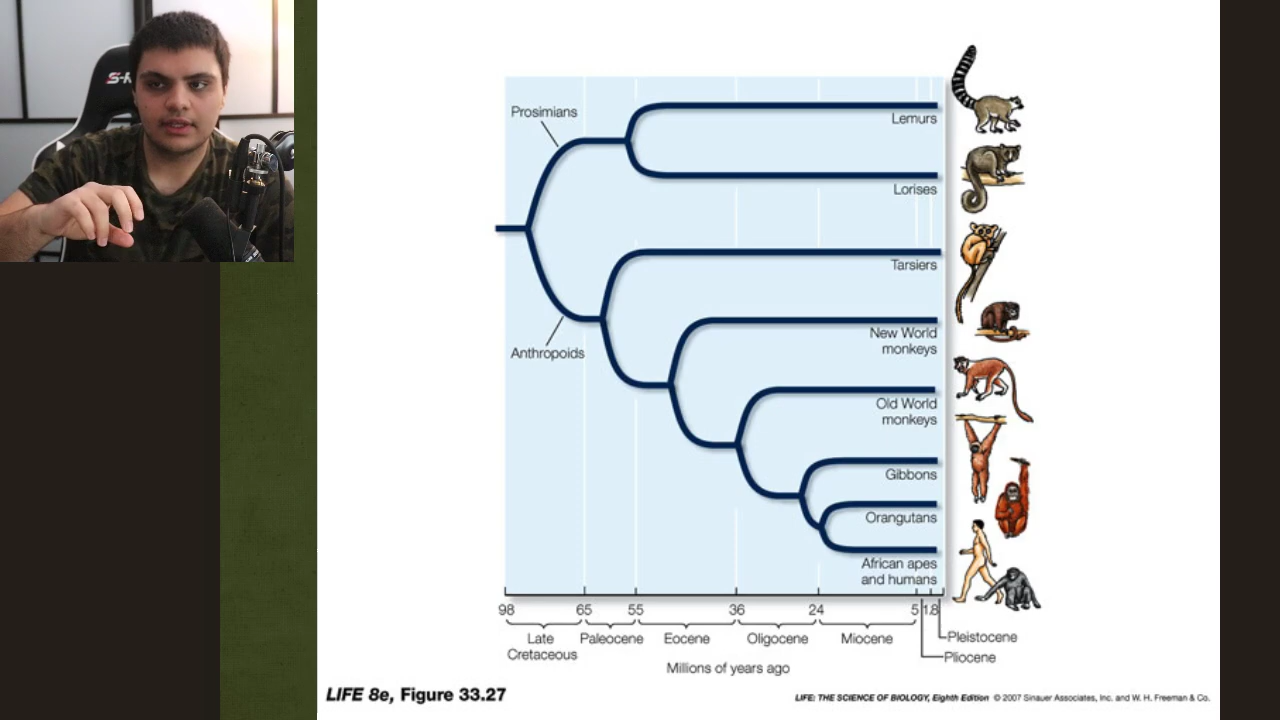 S-R
Prosimians
Lemurs
Lorises
Tarsiers
New World
monkeys
Anthropoids
Old World
monkeys
Gibbons
Orangutans
African apes
and humans
98 65 55 36 24 5 1.8
Late
Cretaceous
Paleocene
Eocene
Oligocene
Miocene
Pleistocene
Pliocene
Millions of years ago
LIFE 8e, Figure 33.27
LIFE: THE SCIENCE OF BIOLOGY, Eighth Edition © 2007 Sinauer Associates, Inc. and W. H. Freeman & Co.